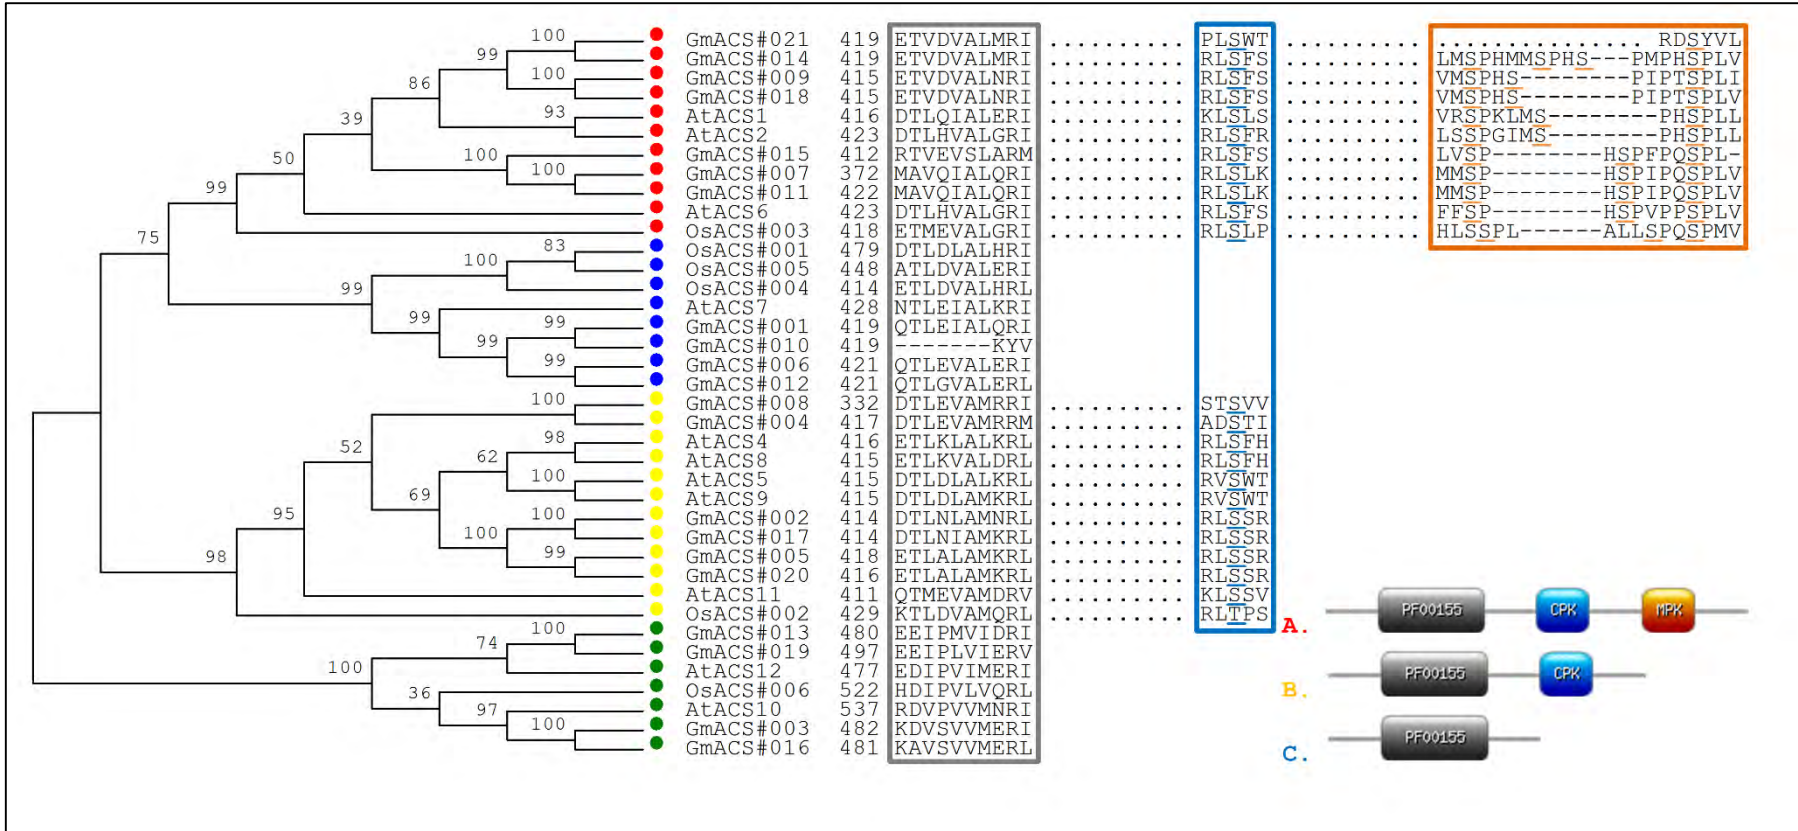 100 GmACS#021 419 ETVDVALMRI .......... PLSWT .......... ................ RDSYVL
99 GmACS#014 419 ETVDVALMRI .......... RLSFS .......... LMSPHMMSPHS---PMPHSPLV
100 GmACS#009 415 ETVDVALNRI .......... RLSFS .......... VMSPHS--------PIPTSPLI
86 GmACS#018 415 ETVDVALNRI .......... RLSFS .......... VMSPHS--------PIPTSPLV
93 AtACS1 416 DTLQIALERI .......... KLSLS .......... VRSPKLMS--------PHSPLL
39 AtACS2 423 DTLHVALGRI .......... RLSFR .......... LSSPGIMS--------PHSPLL
50 100 GmACS#015 412 RTVEVSLARM .......... RLSFS .......... LVSP--------HSPFPQSPL-
100 GmACS#007 372 MAVQIALQRI .......... RLSLK .......... MMSP--------HSPIPQSPLV
99 GmACS#011 422 MAVQIALQRI .......... RLSLK .......... MMSP--------HSPIPQSPLV
AtACS6 423 DTLHVALGRI .......... RLSFS .......... FFSP--------HSPVPPSPLV
75 OsACS#003 418 ETMEVALGRI .......... RLSLP .......... HLSSPL------ALLSPQSPMV
83 OsACS#001 479 DTLDLALHRI
100 OsACS#005 448 ATLDVALERI
99 OsACS#004 414 ETLDVALHRL
99 AtACS7 428 NTLEIALKRI
99 GmACS#001 419 QTLEIALQRI
99 GmACS#010 419 -------KYV
99 GmACS#006 421 QTLEVALERI
GmACS#012 421 QTLGVALERL
100 GmACS#008 332 DTLEVAMRRI .......... STSVV
GmACS#004 417 DTLEVAMRRM .......... ADSTI
52 98 AtACS4 416 ETLKLALKRL .......... RLSFH
62 AtACS8 415 ETLKVALDRL .......... RLSFH
100 AtACS5 415 DTLDLALKRL .......... RVSWT
69 AtACS9 415 DTLDLAMKRL .......... RVSWT
95 100 GmACS#002 414 DTLNLAMNRL .......... RLSSR
100 GmACS#017 414 DTLNIAMKRL .......... RLSSR
98 99 GmACS#005 418 ETLALAMKRL .......... RLSSR
GmACS#020 416 ETLALAMKRL .......... RLSSR
AtACS11 411 QTMEVAMDRV .......... KLSSV
OsACS#002 429 KTLDVAMQRL .......... RLTPS
A. PF00155 CPK MPK
100 GmACS#013 480 EEIPMVIDRI
74 GmACS#019 497 EEIPLVIERV
100 AtACS12 477 EDIPVIMERI
B. PF00155 CPK
36 OsACS#006 522 HDIPVLVQRL
97 AtACS10 537 RDVPVVMNRI
100 GmACS#003 482 KDVSVVMERI
GmACS#016 481 KAVSVVMERL
C. PF00155